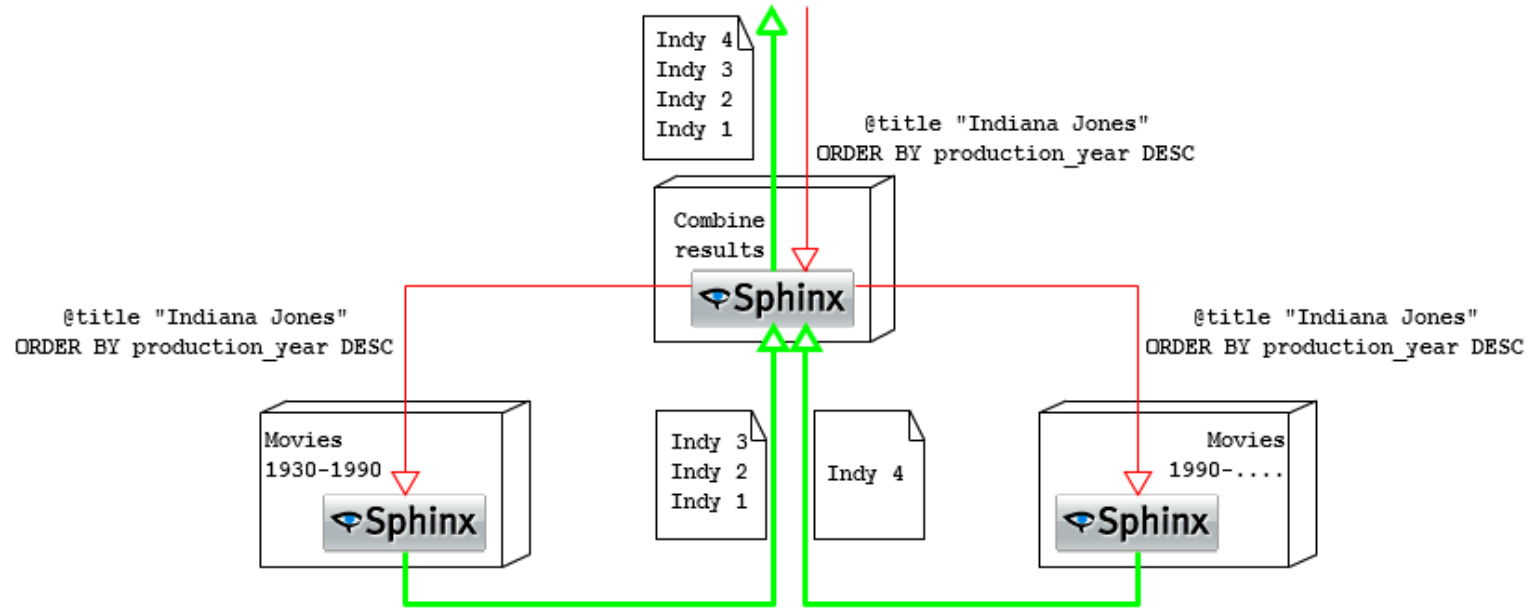 Indy 4
Indy 3
Indy 2
Indy 1
@title "Indiana Jones"
ORDER BY production_year DESC
Combine
results
Sphinx
@title "Indiana Jones"
ORDER BY production_year DESC
@title "Indiana Jones"
ORDER BY production_year DESC
Movies
1930-1990
Sphinx
Indy 3
Indy 2
Indy 1
Indy 4
Movies
1990-....
Sphinx